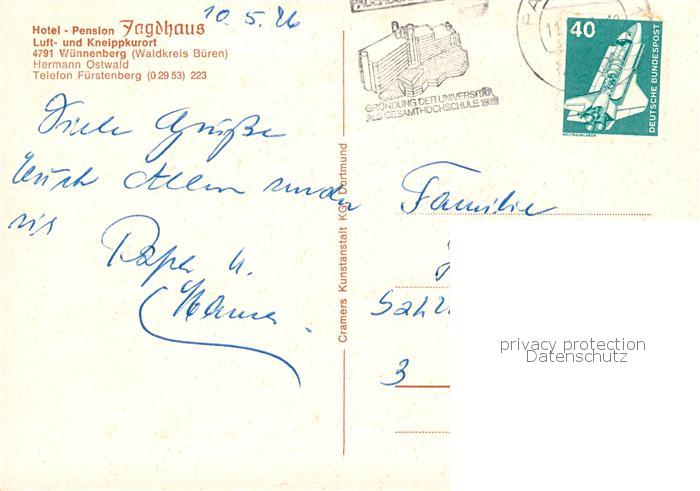 10.5.76
Hotel - Pension Jagdhaus
Luft- und Kneippkurort
4791 Wünnenberg (Waldkreis Büren)
Hermann Ostwald
Telefon Fürstenberg (0 29 53) 223
Viele Grüße
Euch Allen senden
Papa u.
Mama.
Cramers Kunstanstalt KG, Dortmund
GRÜNDUNG DER UNIVERSITÄT
ALS GESAMTHOCHSCHULE
40
DEUTSCHE BUNDESPOST
WELTRAUMLABOR
Familie
3
privacy protection
Datenschutz